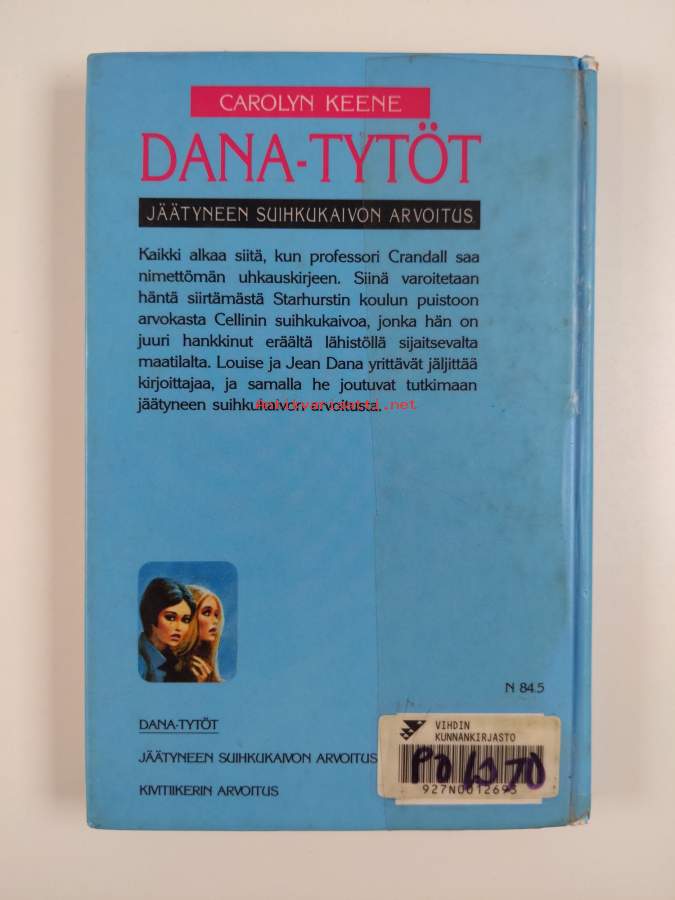 CAROLYN KEENE
DANA-TYTÖT
JÄÄTYNEEN SUIHKUKAIVON ARVOITUS
Kaikki alkaa siitä, kun professori Crandall saa
nimettömän uhkauskirjeen. Siinä varoitetaan
häntä siirtämästä Starhurstin koulun puistoon
arvokasta Cellinin suihkukaivoa, jonka hän on
juuri hankkinut eräältä lähistöllä sijaitsevalta
maatilalta. Louise ja Jean Dana yrittävät jäljittää
kirjoittajaa, ja samalla he joutuvat tutkimaan
jäätyneen suihkukaivon arvoitusta.
Antikvariaatti.net
N 84.5
DANA-TYTÖT
JÄÄTYNEEN SUIHKUKAIVON ARVOITUS
KIVITIIKERIN ARVOITUS
VIHDIN
KUNNANKIRJASTO
927N0012693